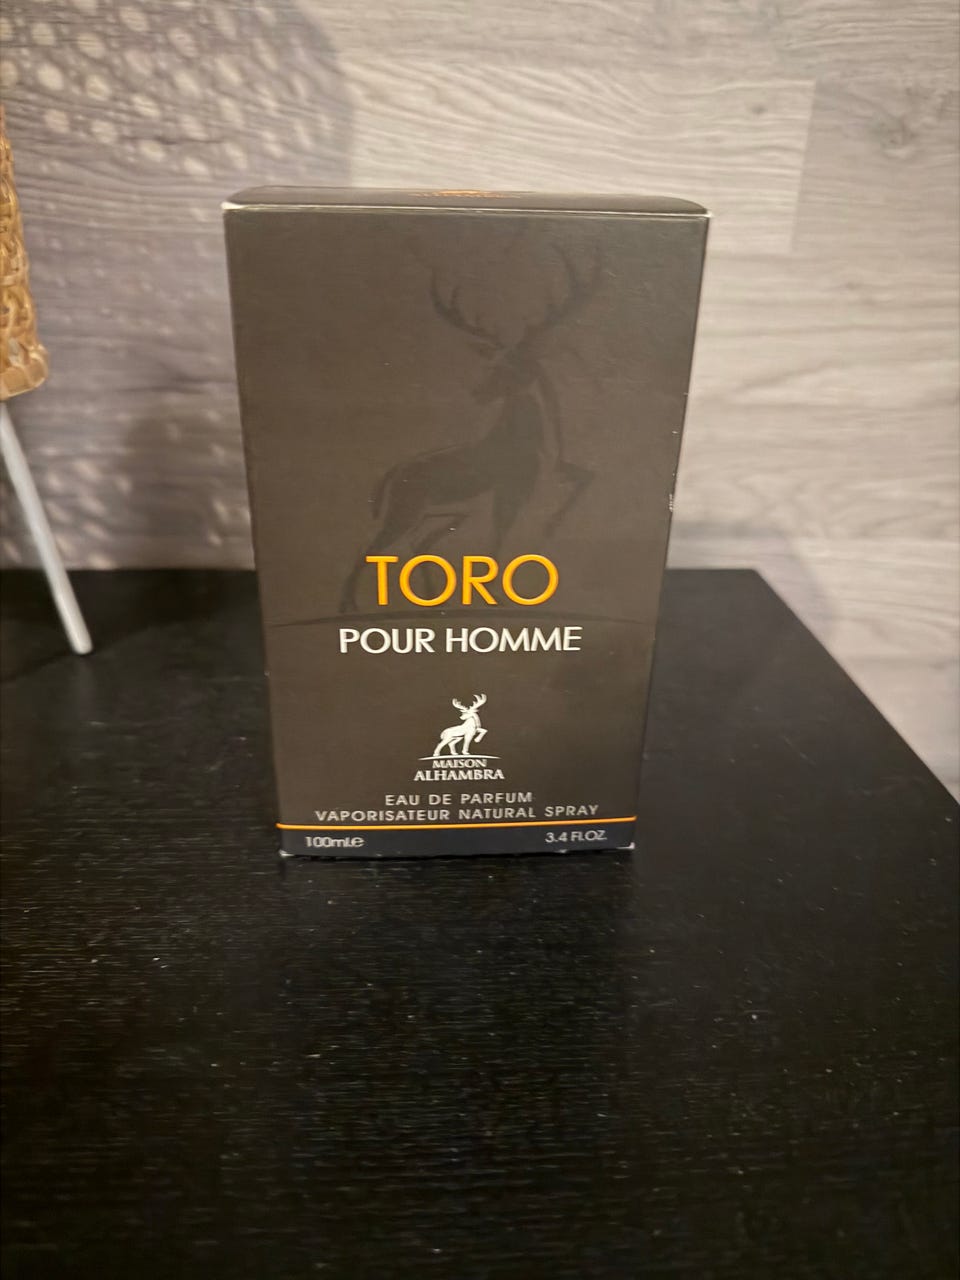 TORO
POUR HOMME
MAISON
ALHAMBRA
EAU DE PARFUM
VAPORISATEUR NATURAL SPRAY
100ml.e 3.4 Fl.OZ.